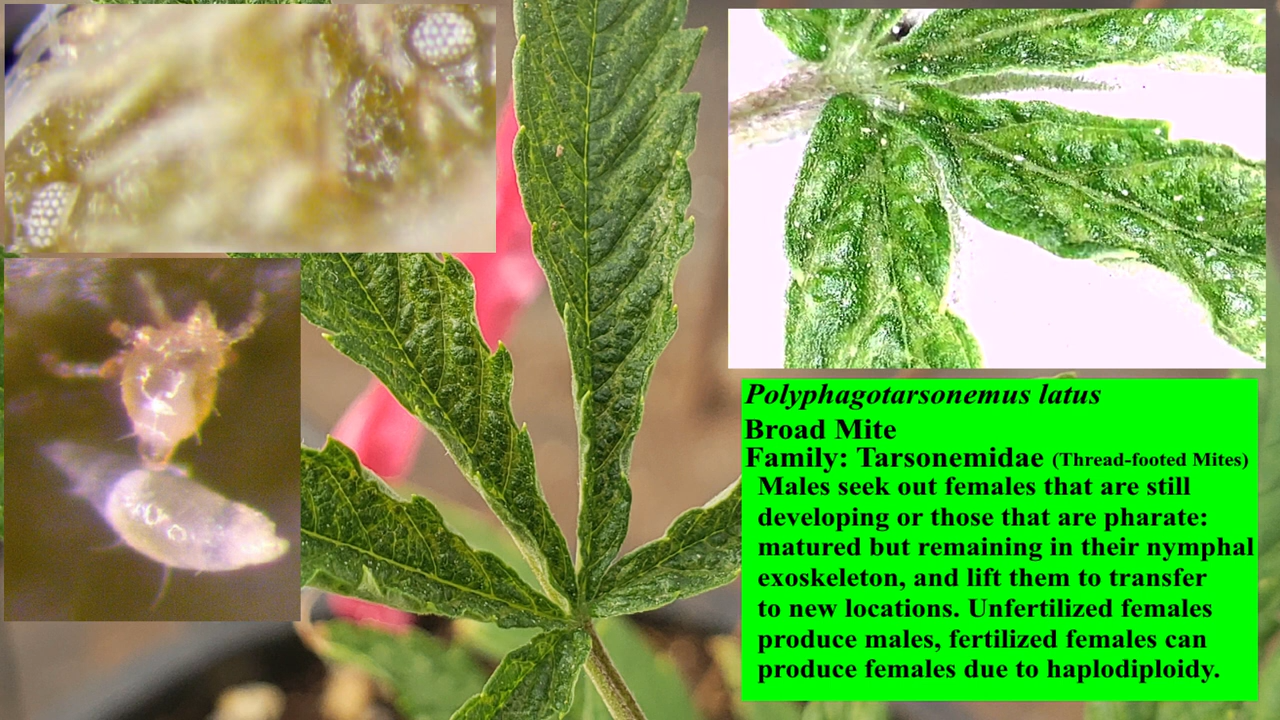 Polyphagotarsonemus latus
Broad Mite
Family: Tarsonemidae (Thread-footed Mites)
Males seek out females that are still
developing or those that are pharate:
matured but remaining in their nymphal
exoskeleton, and lift them to transfer
to new locations. Unfertilized females
produce males, fertilized females can
produce females due to haplodiploidy.